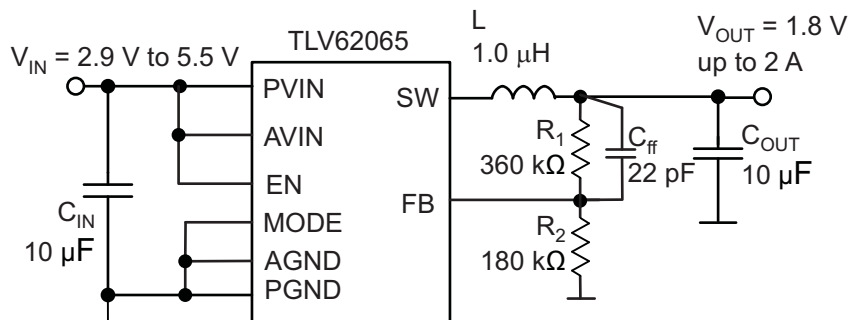 TLV62065
L
1.0 μH
V_IN = 2.9 V to 5.5 V
V_OUT = 1.8 V
up to 2 A
PVIN
SW
AVIN
R_1
360 kΩ
C_ff
22 pF
C_OUT
10 μF
EN
FB
C_IN
10 μF
MODE
R_2
180 kΩ
AGND
PGND